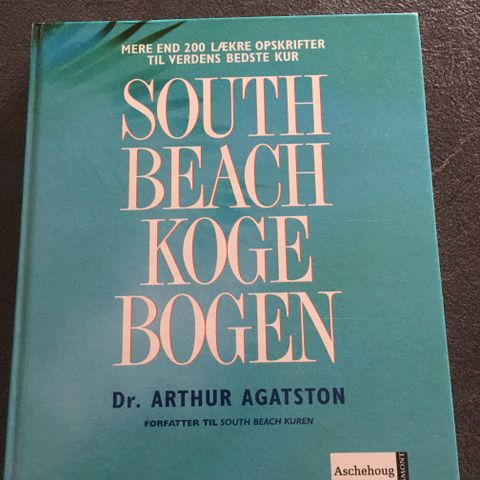 MERE END 200 LÆKRE OPSKRIFTER
TIL VERDENS BEDSTE KUR
SOUTH
BEACH
KOGE
BOGEN
Dr. ARTHUR AGATSTON
FORFATTER TIL SOUTH BEACH KUREN
Aschehoug